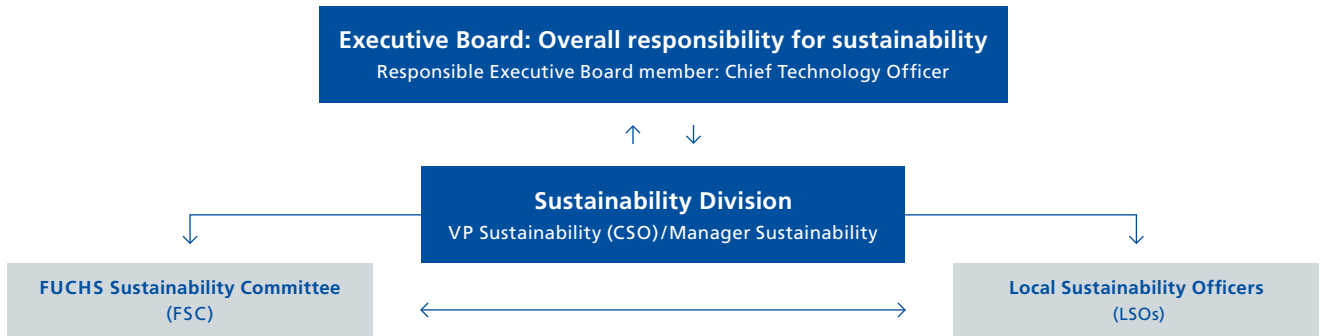 Executive Board: Overall responsibility for sustainability
Responsible Executive Board member: Chief Technology Officer
Sustainability Division
VP Sustainability (CSO)/Manager Sustainability
FUCHS Sustainability Committee
(FSC)
Local Sustainability Officers
(LSOs)